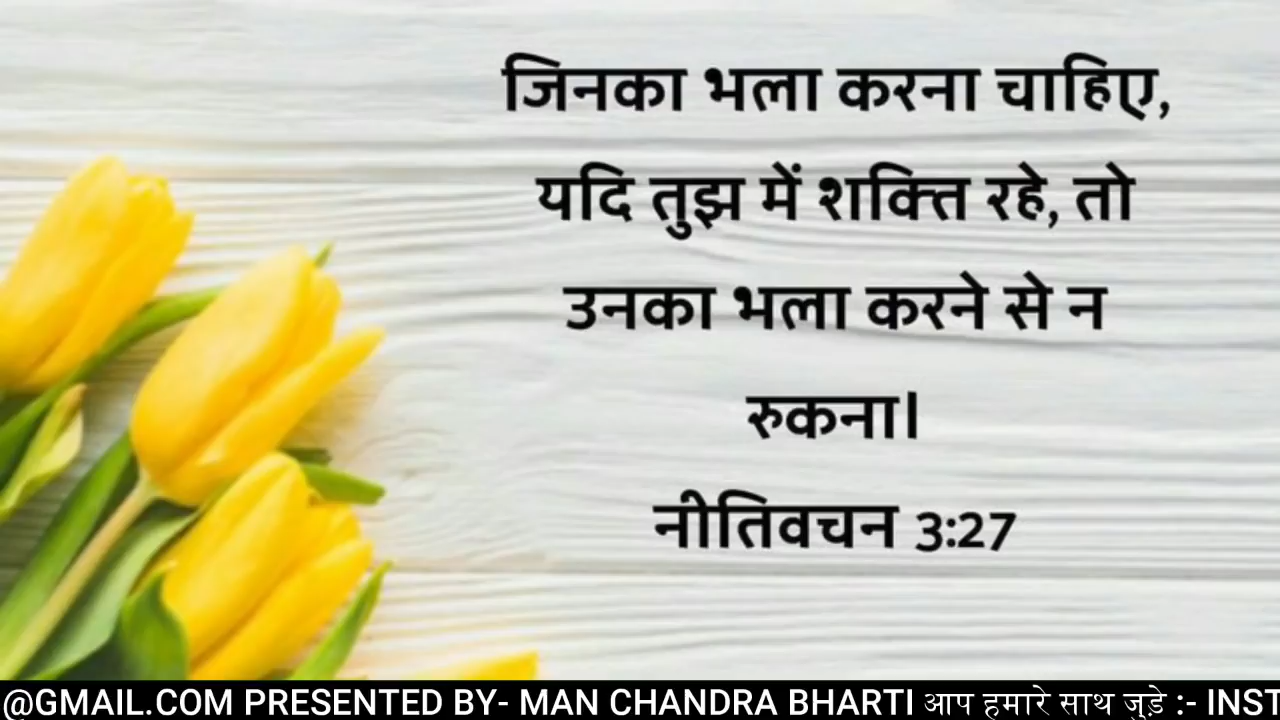 जिनका भला करना चाहिए,
यदि तुझ में शक्ति रहे, तो
उनका भला करने से न
रुकना।
नीतिवचन 3:27
@GMAIL.COM PRESENTED BY- MAN CHANDRA BHARTI आप हमारे साथ जुड़े :- INST